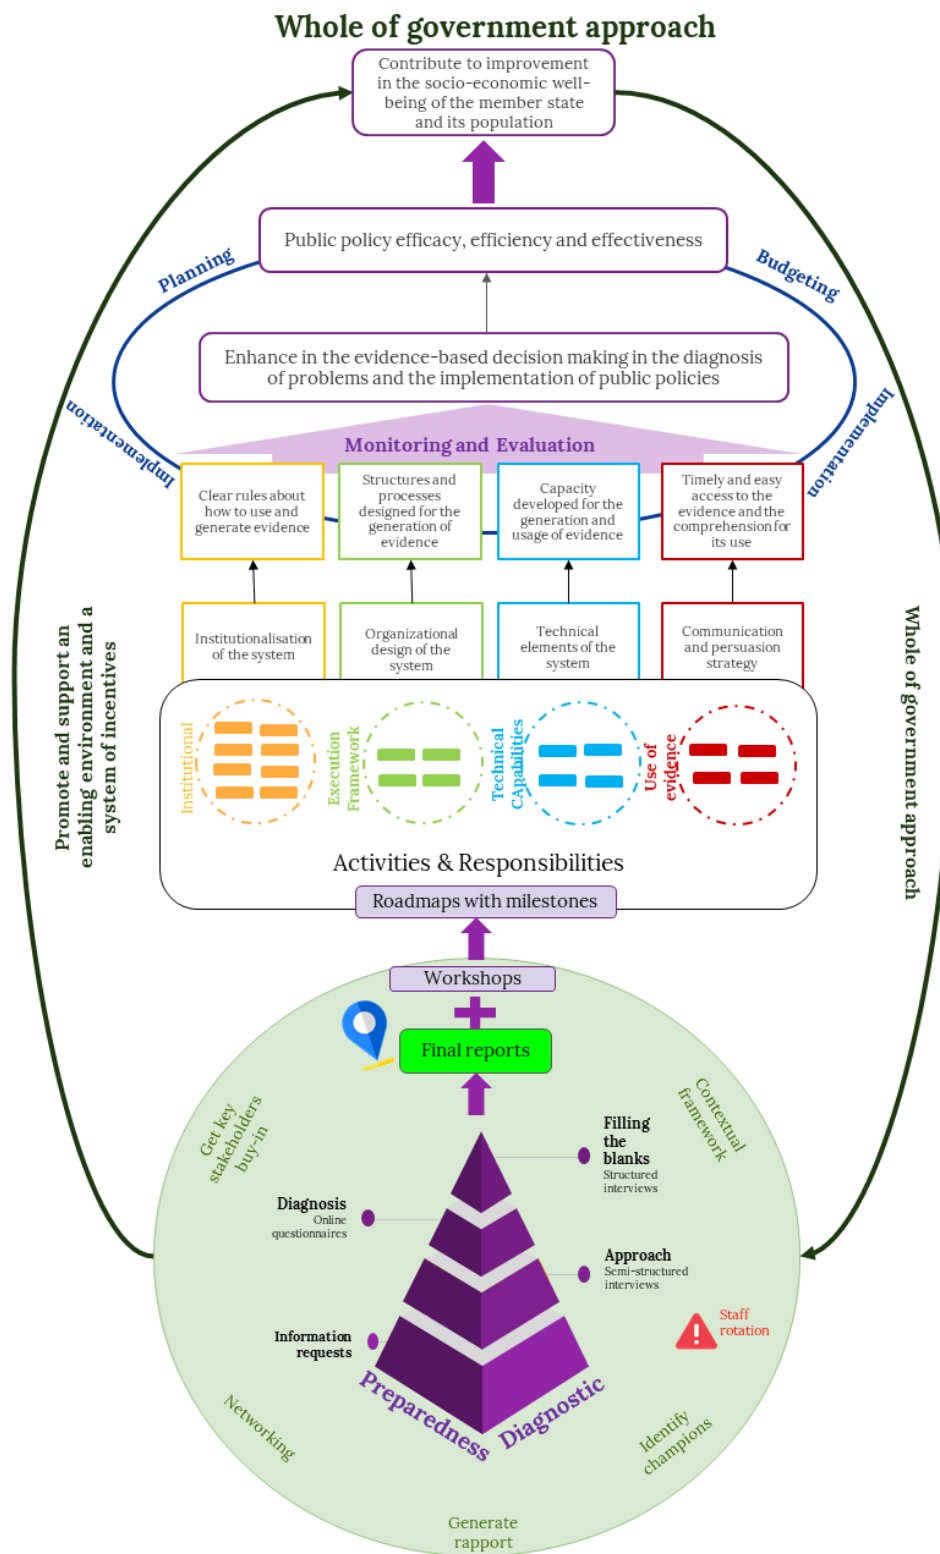 Whole of government approach
Contribute to improvement
in the socio-economic well-
being of the member state
and its population
Public policy efficacy, efficiency and effectiveness
Planning
Budgeting
Enhance in the evidence-based decision making in the diagnosis
of problems and the implementation of public policies
Implementation
Implementation
Monitoring and Evaluation
Clear rules about
how to use and
generate evidence
Structures and
processes
designed for the
generation of
evidence
Capacity
developed for the
generation and
usage of evidence
Timely and easy
access to the
evidence and the
comprehension for
its use
Institutionalisation
of the system
Organizational
design of the
system
Technical
elements of the
system
Communication
and persuasion
strategy
Promote and support an
enabling environment and a
system of incentives
Whole of government approach
Institutional
Execution
Framework
Technical
CApabilities
Use of
evidence
Activities & Responsibilities
Roadmaps with milestones
Workshops
Final reports
Get key
stakeholders
buy-in
Contextual
framework
Filling
the
blanks
Structured
interviews
Diagnosis
Online
questionnaires
Approach
Semi-structured
interviews
Information
requests
Staff
rotation
Preparedness
Diagnostic
Networking
Identify
champions
Generate
rapport